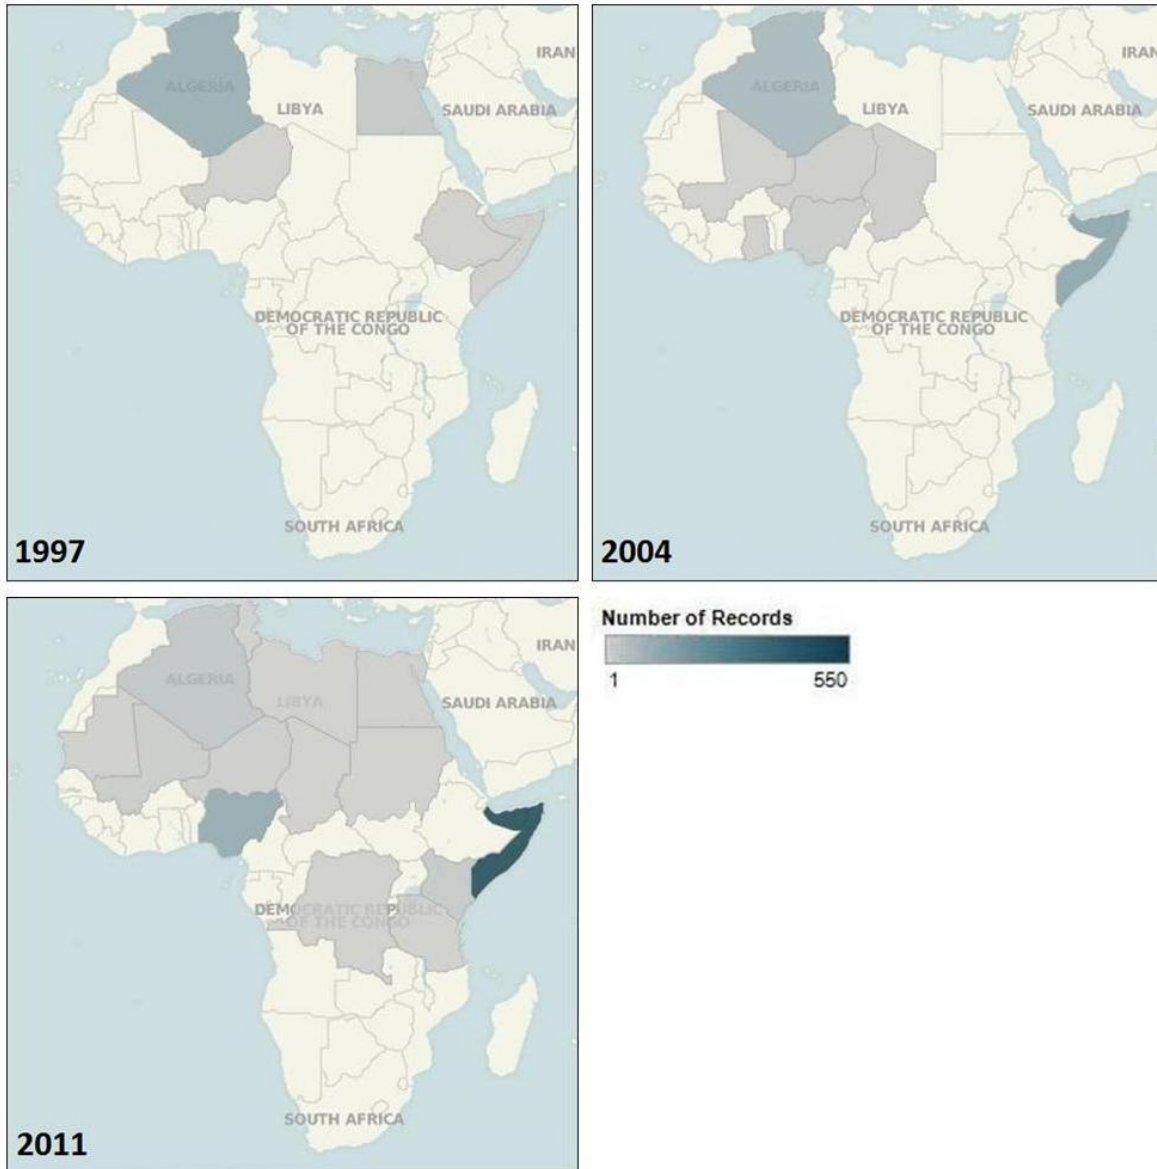 ALGERIA
LIBYA
IRAN
SAUDI ARABIA
DEMOCRATIC REPUBLIC
OF THE CONGO
SOUTH AFRICA
1997
ALGERIA
LIBYA
IRAN
SAUDI ARABIA
DEMOCRATIC REPUBLIC
OF THE CONGO
SOUTH AFRICA
2004
ALGERIA
LIBYA
IRAN
SAUDI ARABIA
DEMOCRATIC REPUBLIC
OF THE CONGO
SOUTH AFRICA
2011
Number of Records
1 550